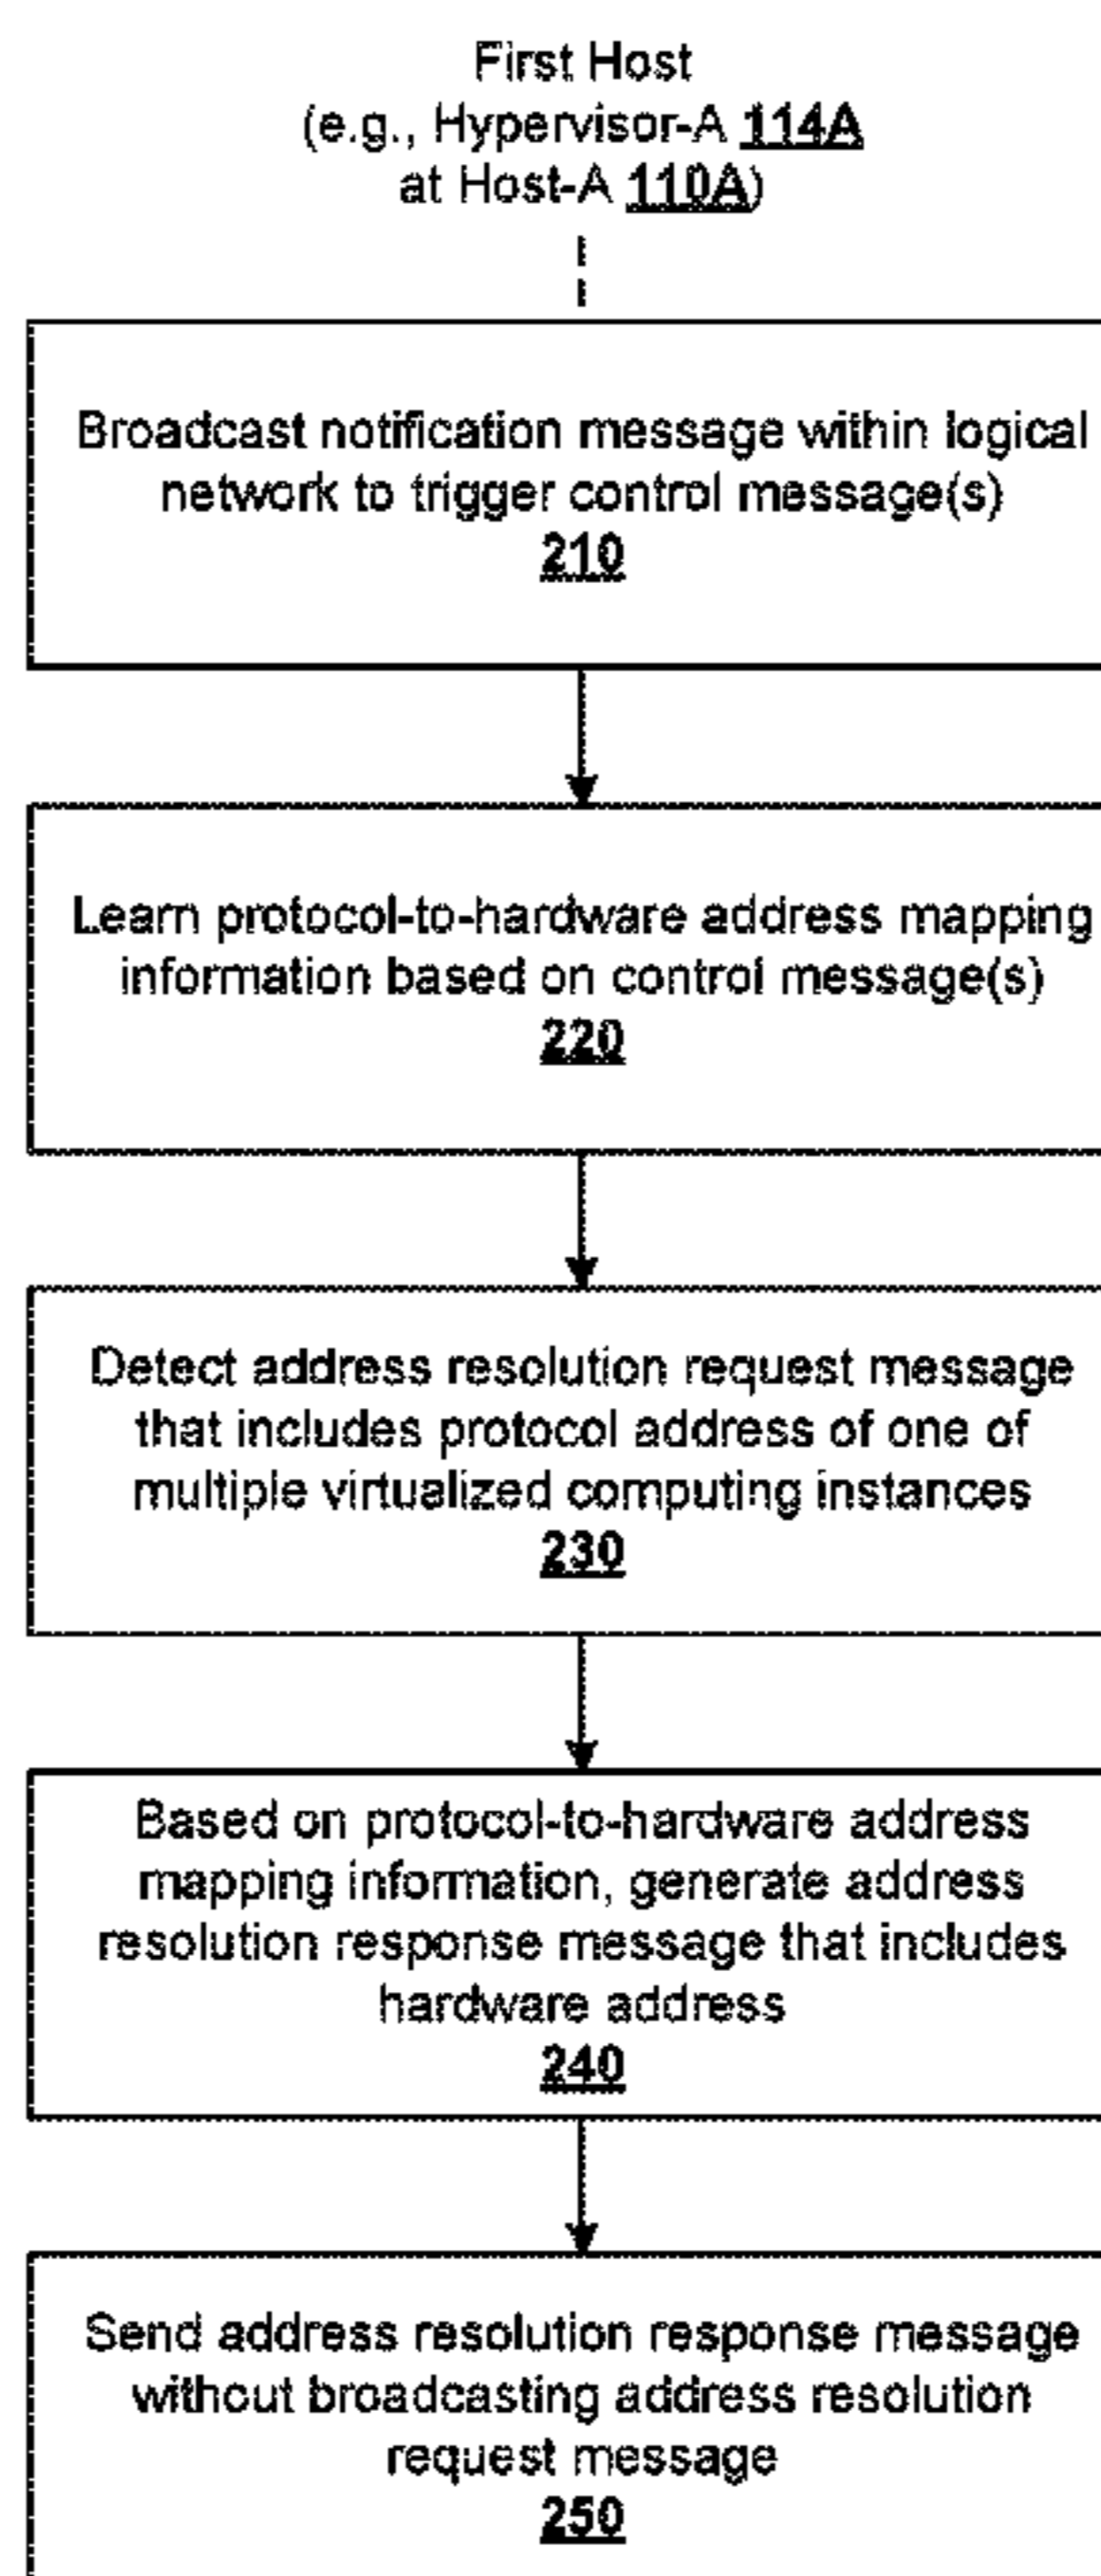 First Host
(e.g., Hypervisor-A 114A
at Host-A 110A)
Broadcast notification message within logical
network to trigger control message(s)
210
Learn protocol-to-hardware address mapping
information based on control message(s)
220
Detect address resolution request message
that includes protocol address of one of
multiple virtualized computing instances
230
Based on protocol-to-hardware address
mapping information, generate address
resolution response message that includes
hardware address
240
Send address resolution response message
without broadcasting address resolution
request message
250